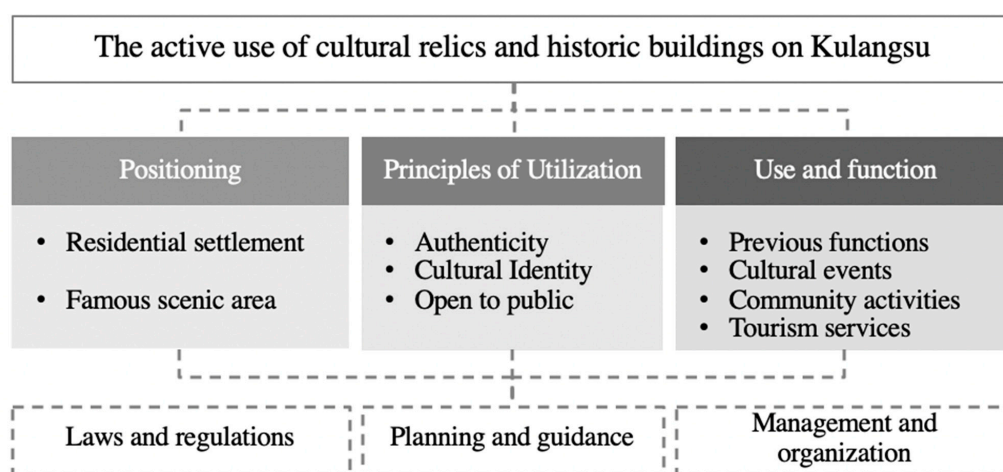 The active use of cultural relics and historic buildings on Kulangsu
Positioning
• Residential settlement
• Famous scenic area
Principles of Utilization
• Authenticity
• Cultural Identity
• Open to public
Use and function
• Previous functions
• Cultural events
• Community activities
• Tourism services
Laws and regulations
Planning and guidance
Management and
organization